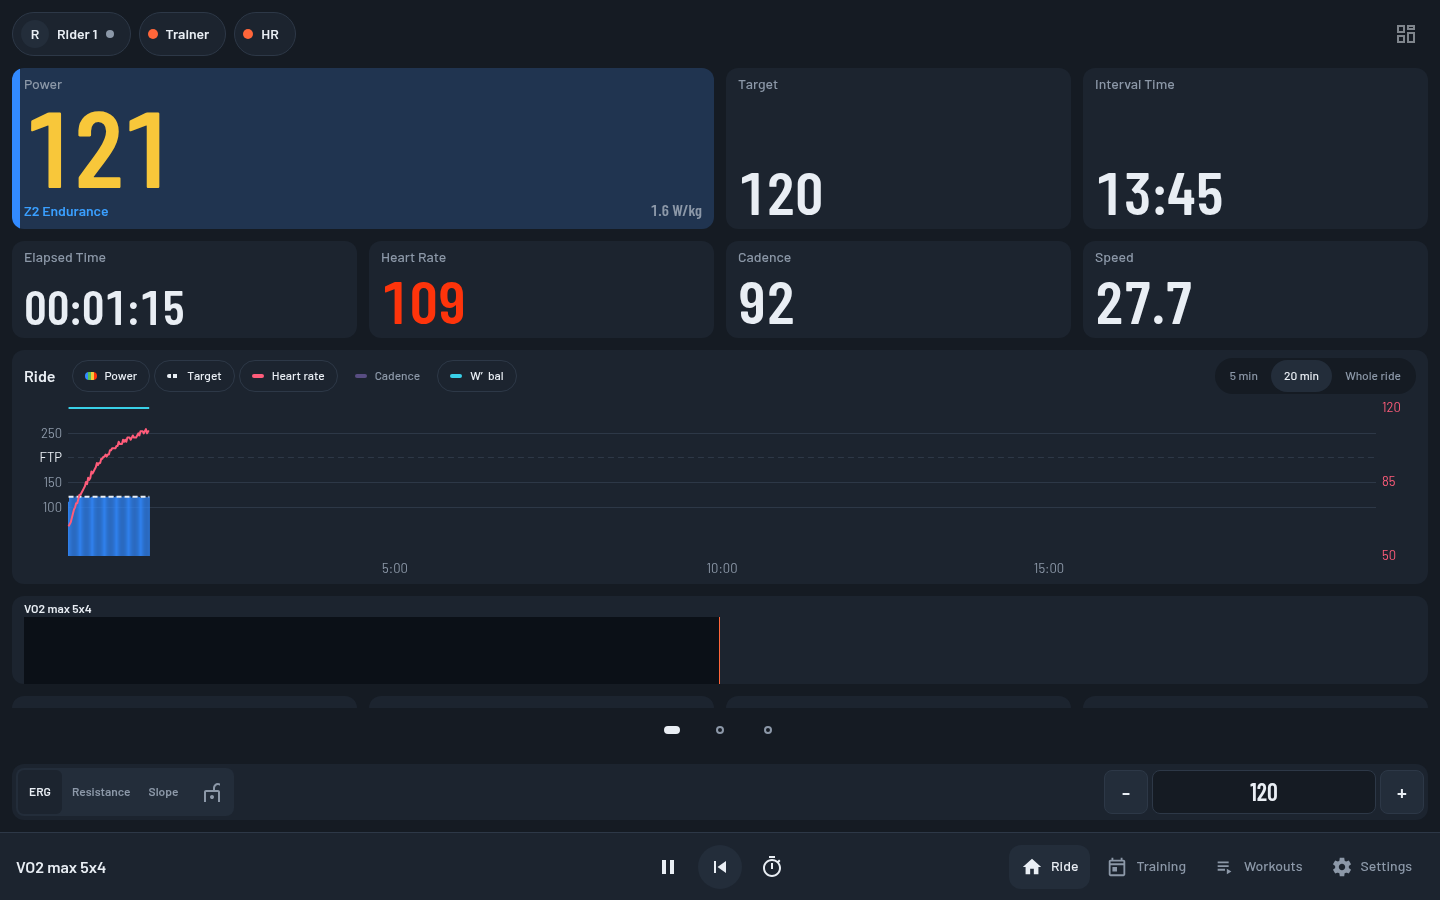 R Rider 1 Trainer HR
Power
121
Z2 Endurance
1.6 W/kg
Target
120
Interval Time
13:45
Elapsed Time
00:01:15
Heart Rate
109
Cadence
92
Speed
27.7
Ride Power Target Heart rate Cadence W′ bal 5 min 20 min Whole ride
120
250
FTP
150 85
100
50
5:00 10:00 15:00
VO2 max 5x4
ERG Resistance Slope - 120 +
VO2 max 5x4 Ride Training Workouts Settings